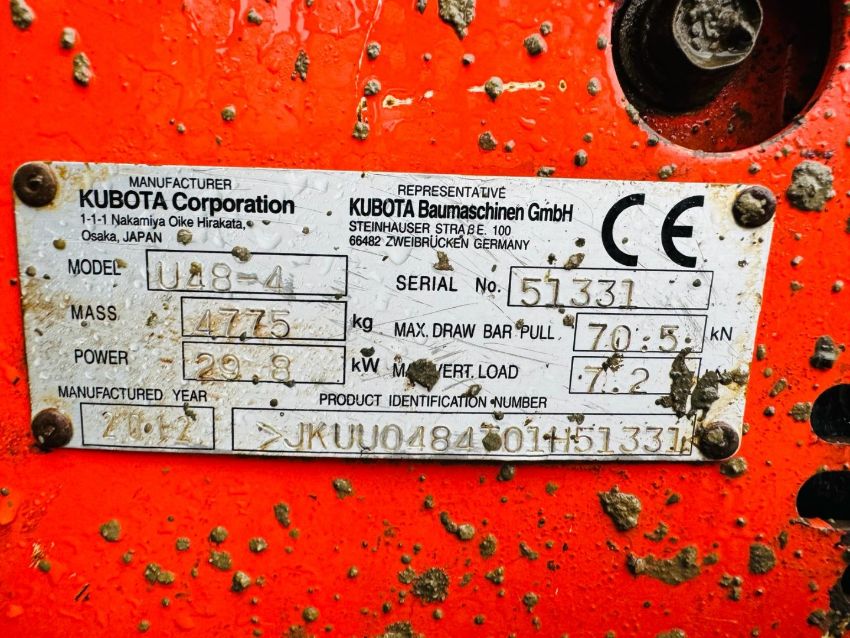 MANUFACTURER
KUBOTA Corporation
1-1-1 Nakamiya Oike Hirakata,
Osaka, JAPAN
REPRESENTATIVE
KUBOTA Baumaschinen GmbH
STEINHAUSER STRAßE. 100
66482 ZWEIBRÜCKEN GERMANY
CE
MODEL U48-4
SERIAL No. 51331
MASS 4775 kg
MAX. DRAW BAR PULL 70.5 kN
POWER 29.8 kW
VERT. LOAD 7.2
MANUFACTURED YEAR
2012
PRODUCT IDENTIFICATION NUMBER